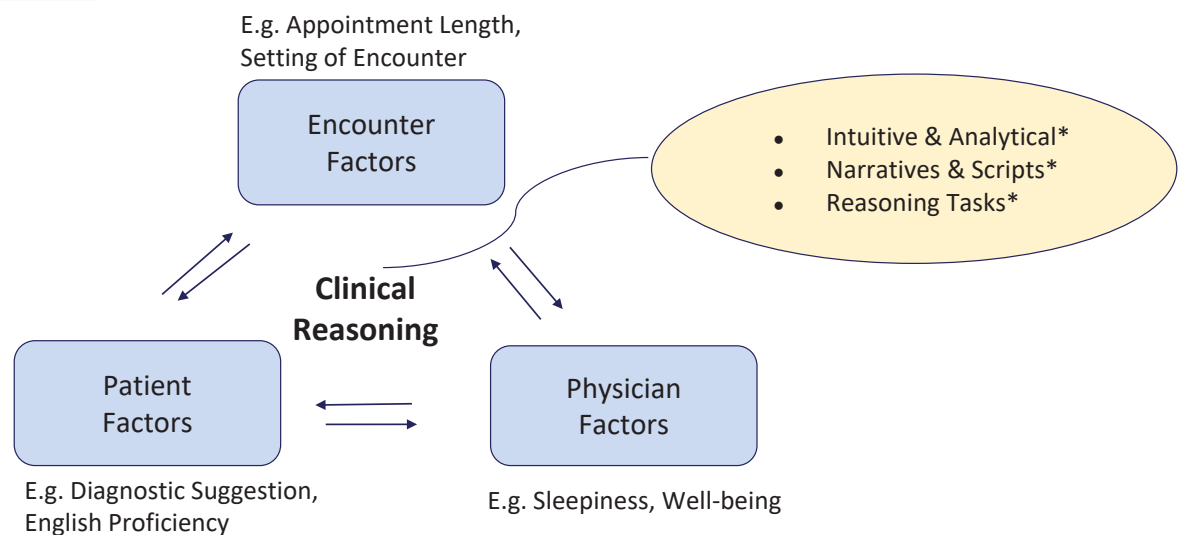 E.g. Appointment Length,
Setting of Encounter
Encounter
Factors
• Intuitive & Analytical*
• Narratives & Scripts*
• Reasoning Tasks*
Clinical
Reasoning
Patient
Factors
Physician
Factors
E.g. Diagnostic Suggestion,
English Proficiency
E.g. Sleepiness, Well-being